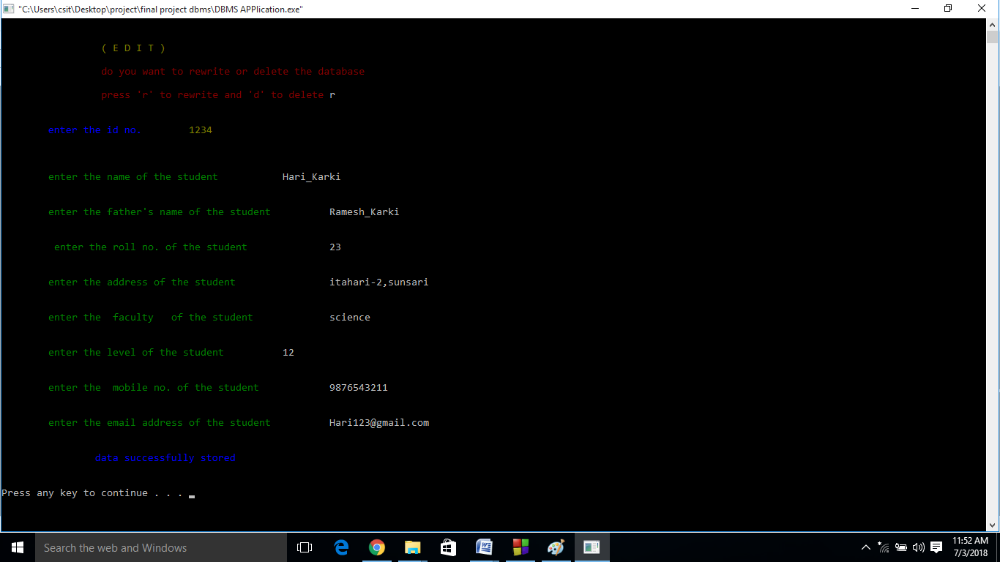 "C:\Users\csit\Desktop\project\final project dbms\DBMS APPlication.exe"
( E D I T )
do you want to rewrite or delete the database
press 'r' to rewrite and 'd' to delete r
enter the id no. 1234
enter the name of the student Hari_Karki
enter the father's name of the student Ramesh_Karki
enter the roll no. of the student 23
enter the address of the student itahari-2,sunsari
enter the faculty of the student science
enter the level of the student 12
enter the mobile no. of the student 9876543211
enter the email address of the student Hari123@gmail.com
data successfully stored
Press any key to continue . . .
Search the web and Windows
11:52 AM
7/3/2018